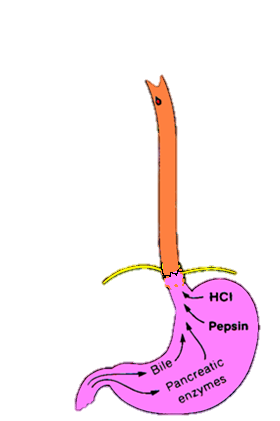 HCl
Pepsin
Bile
Pancreatic
enzymes